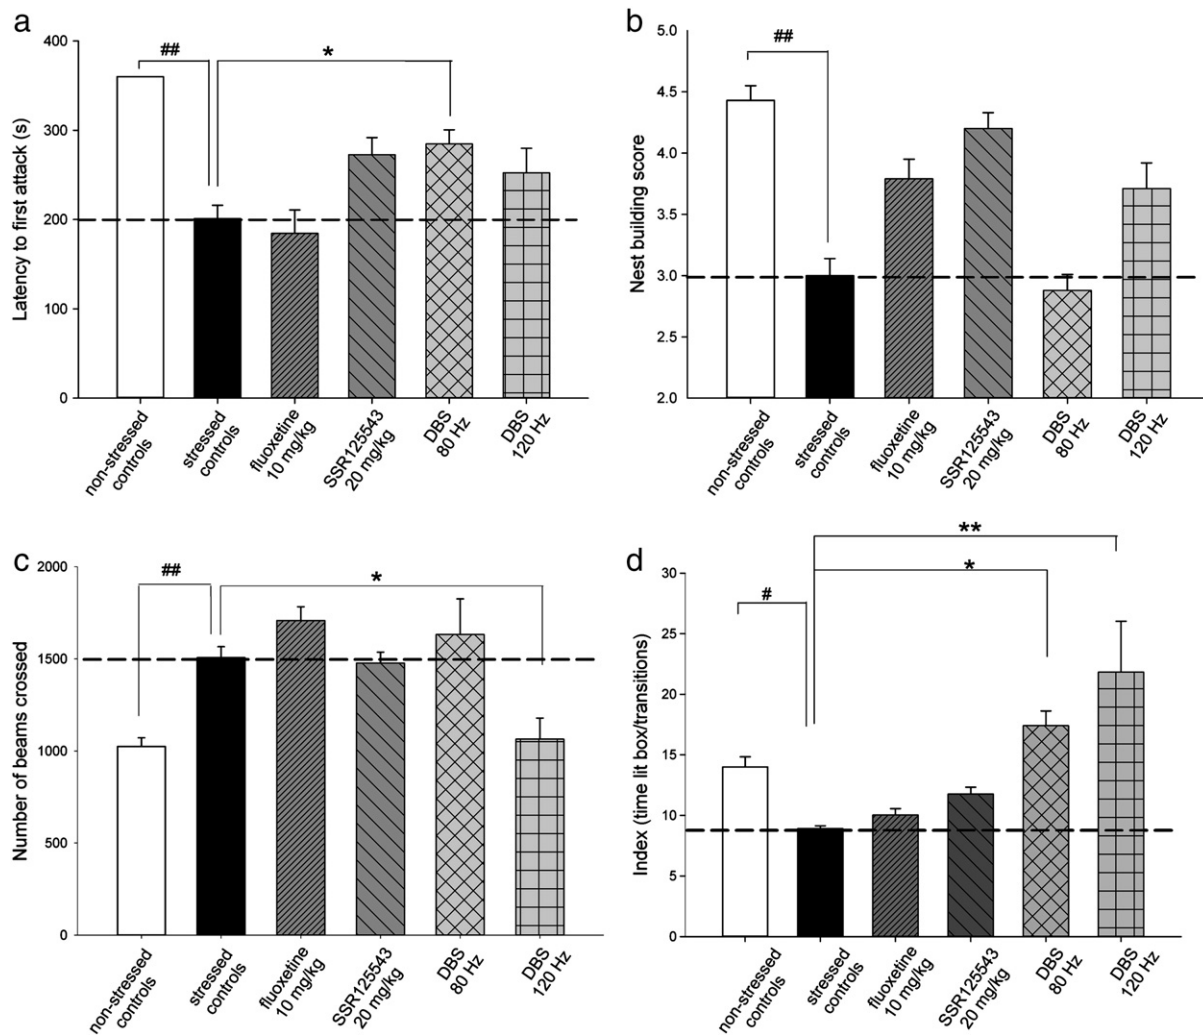 a
Latency to first attack (s)
400
300
200
100
0
##
*
non-stressed
controls
stressed
controls
fluoxetine
10 mg/kg
SSR125543
20 mg/kg
DBS
80 Hz
DBS
120 Hz
b
Nest building score
5.0
4.5
4.0
3.5
3.0
2.5
2.0
##
non-stressed
controls
stressed
controls
fluoxetine
10 mg/kg
SSR125543
20 mg/kg
DBS
80 Hz
DBS
120 Hz
c
Number of beams crossed
2000
1500
1000
500
0
##
*
non-stressed
controls
stressed
controls
fluoxetine
10 mg/kg
SSR125543
20 mg/kg
DBS
80 Hz
DBS
120 Hz
d
Index (time lit box/transitions)
30
25
20
15
10
5
0
**
*
#
non-stressed
controls
stressed
controls
fluoxetine
10 mg/kg
SSR125543
20 mg/kg
DBS
80 Hz
DBS
120 Hz